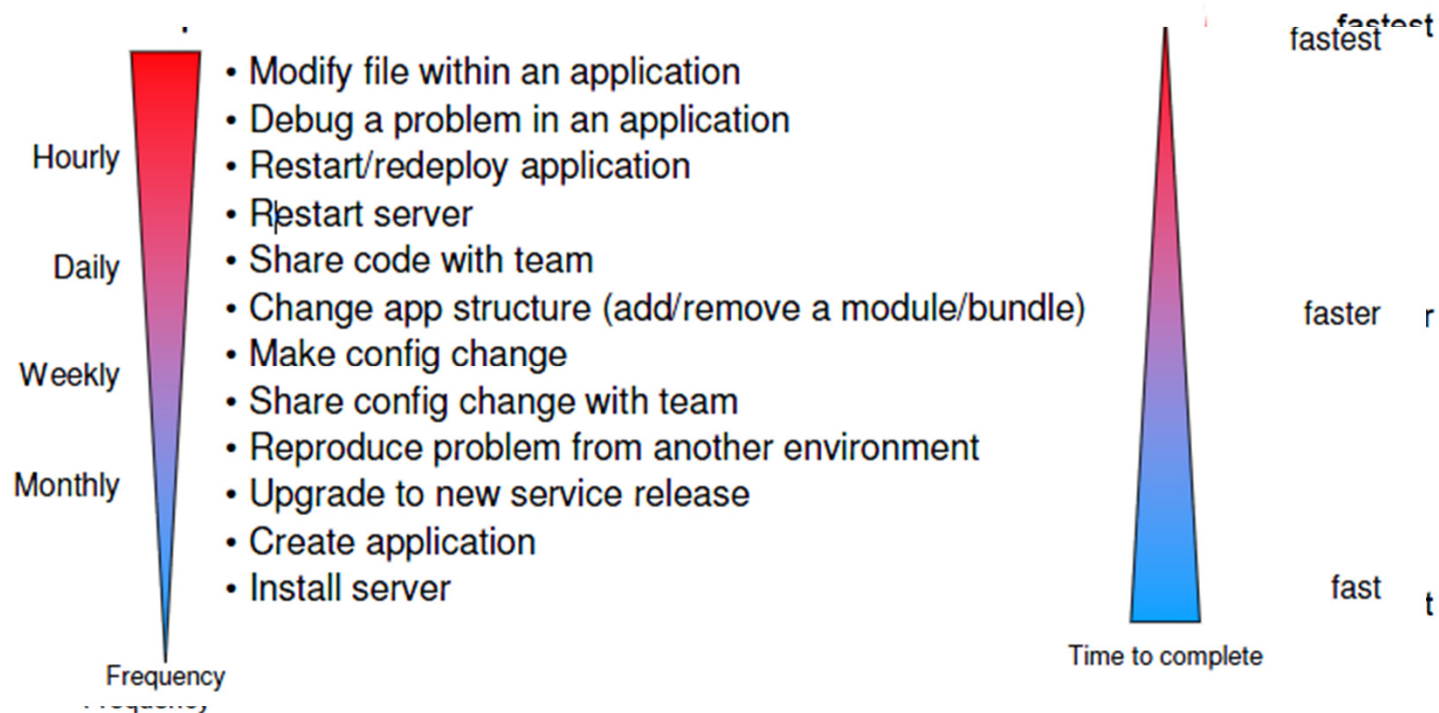 fastest
fastest
• Modify file within an application
• Debug a problem in an application
Hourly
• Restart/redeploy application
• Restart server
Daily
• Share code with team
• Change app structure (add/remove a module/bundle)
faster
r
• Make config change
Weekly
• Share config change with team
• Reproduce problem from another environment
Monthly
• Upgrade to new service release
• Create application
• Install server
fast
t
Time to complete
Frequency
Frequency